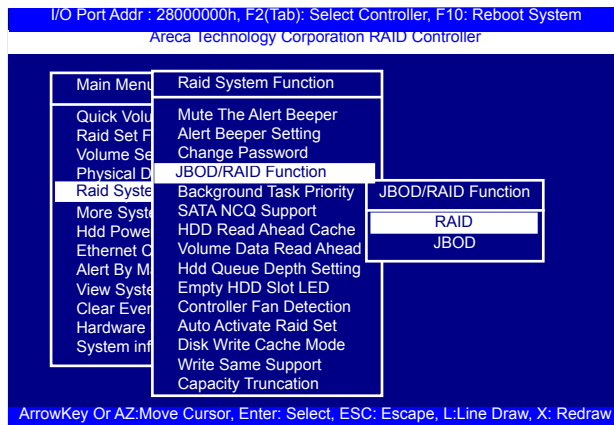 I/O Port Addr : 28000000h, F2(Tab): Select Controller, F10: Reboot System
Areca Technology Corporation RAID Controller
Main Menu
Quick Volu
Raid Set F
Volume Se
Physical D
Raid Syste
More Syste
Hdd Powe
Ethernet C
Alert By Ma
View Syste
Clear Even
Hardware
System inf
Raid System Function
Mute The Alert Beeper
Alert Beeper Setting
Change Password
JBOD/RAID Function
Background Task Priority
SATA NCQ Support
HDD Read Ahead Cache
Volume Data Read Ahead
Hdd Queue Depth Setting
Empty HDD Slot LED
Controller Fan Detection
Auto Activate Raid Set
Disk Write Cache Mode
Write Same Support
Capacity Truncation
JBOD/RAID Function
RAID
JBOD
ArrowKey Or AZ:Move Cursor, Enter: Select, ESC: Escape, L:Line Draw, X: Redraw